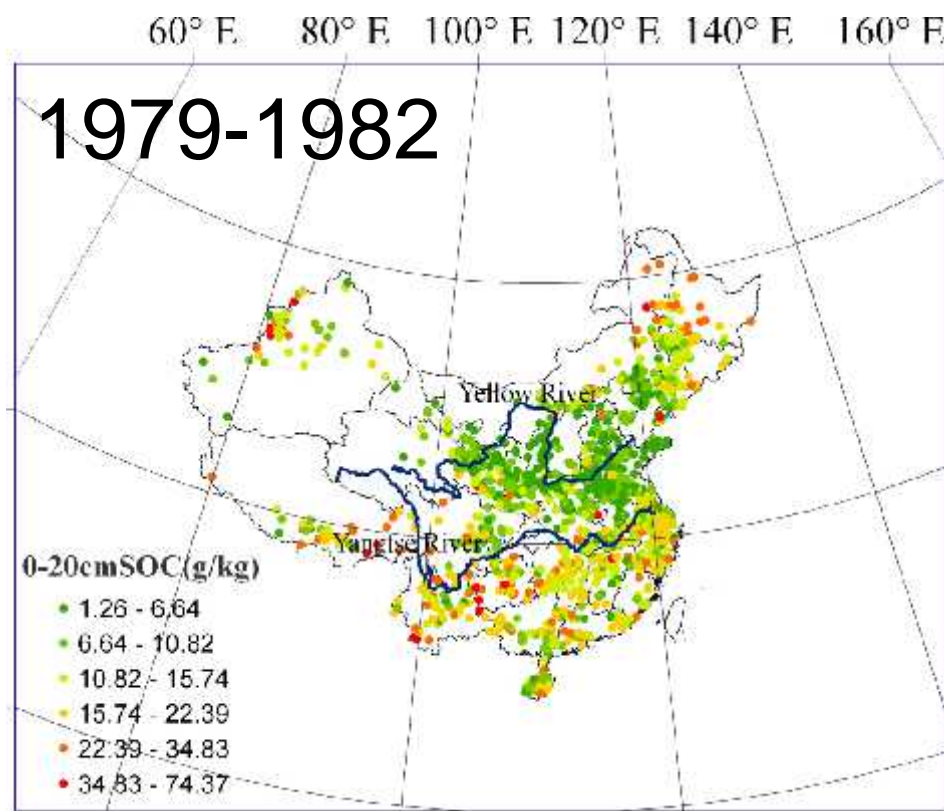 60° E 80° E 100° E 120° E 140° E 160° E
1979-1982
Yellow River
Yangtse River
0-20cmSOC(g/kg)
1.26 - 6.64
6.64 - 10.82
10.82 - 15.74
15.74 - 22.39
22.39 - 34.83
34.83 - 74.37